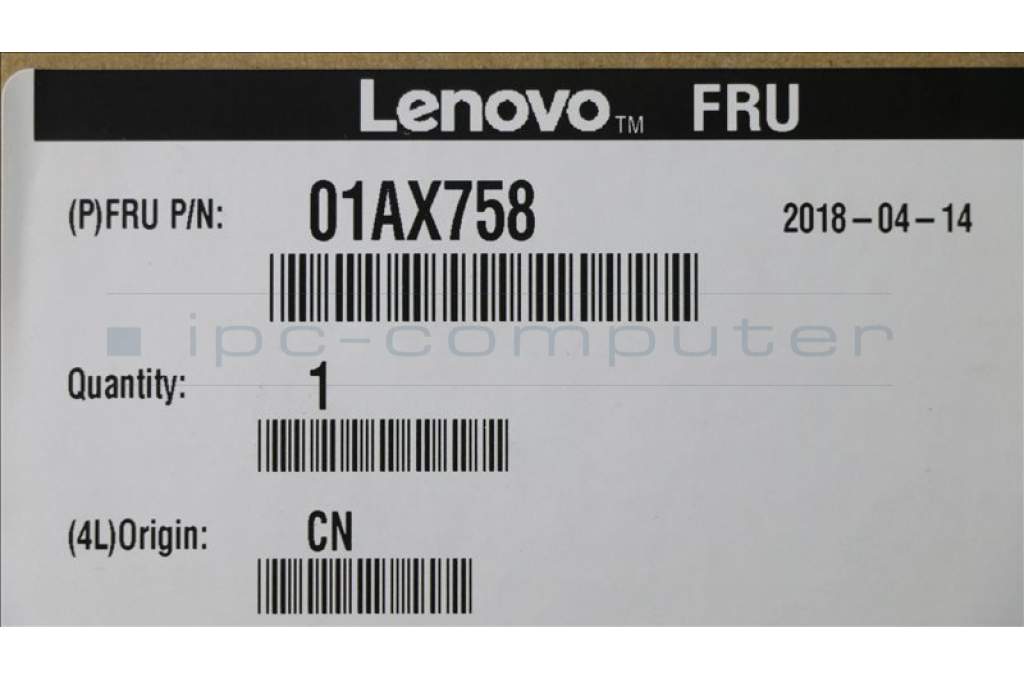 Lenovo™ FRU
(P)FRU P/N: 01AX758 2018-04-14
ipc-computer
Quantity: 1
(4L)Origin: CN